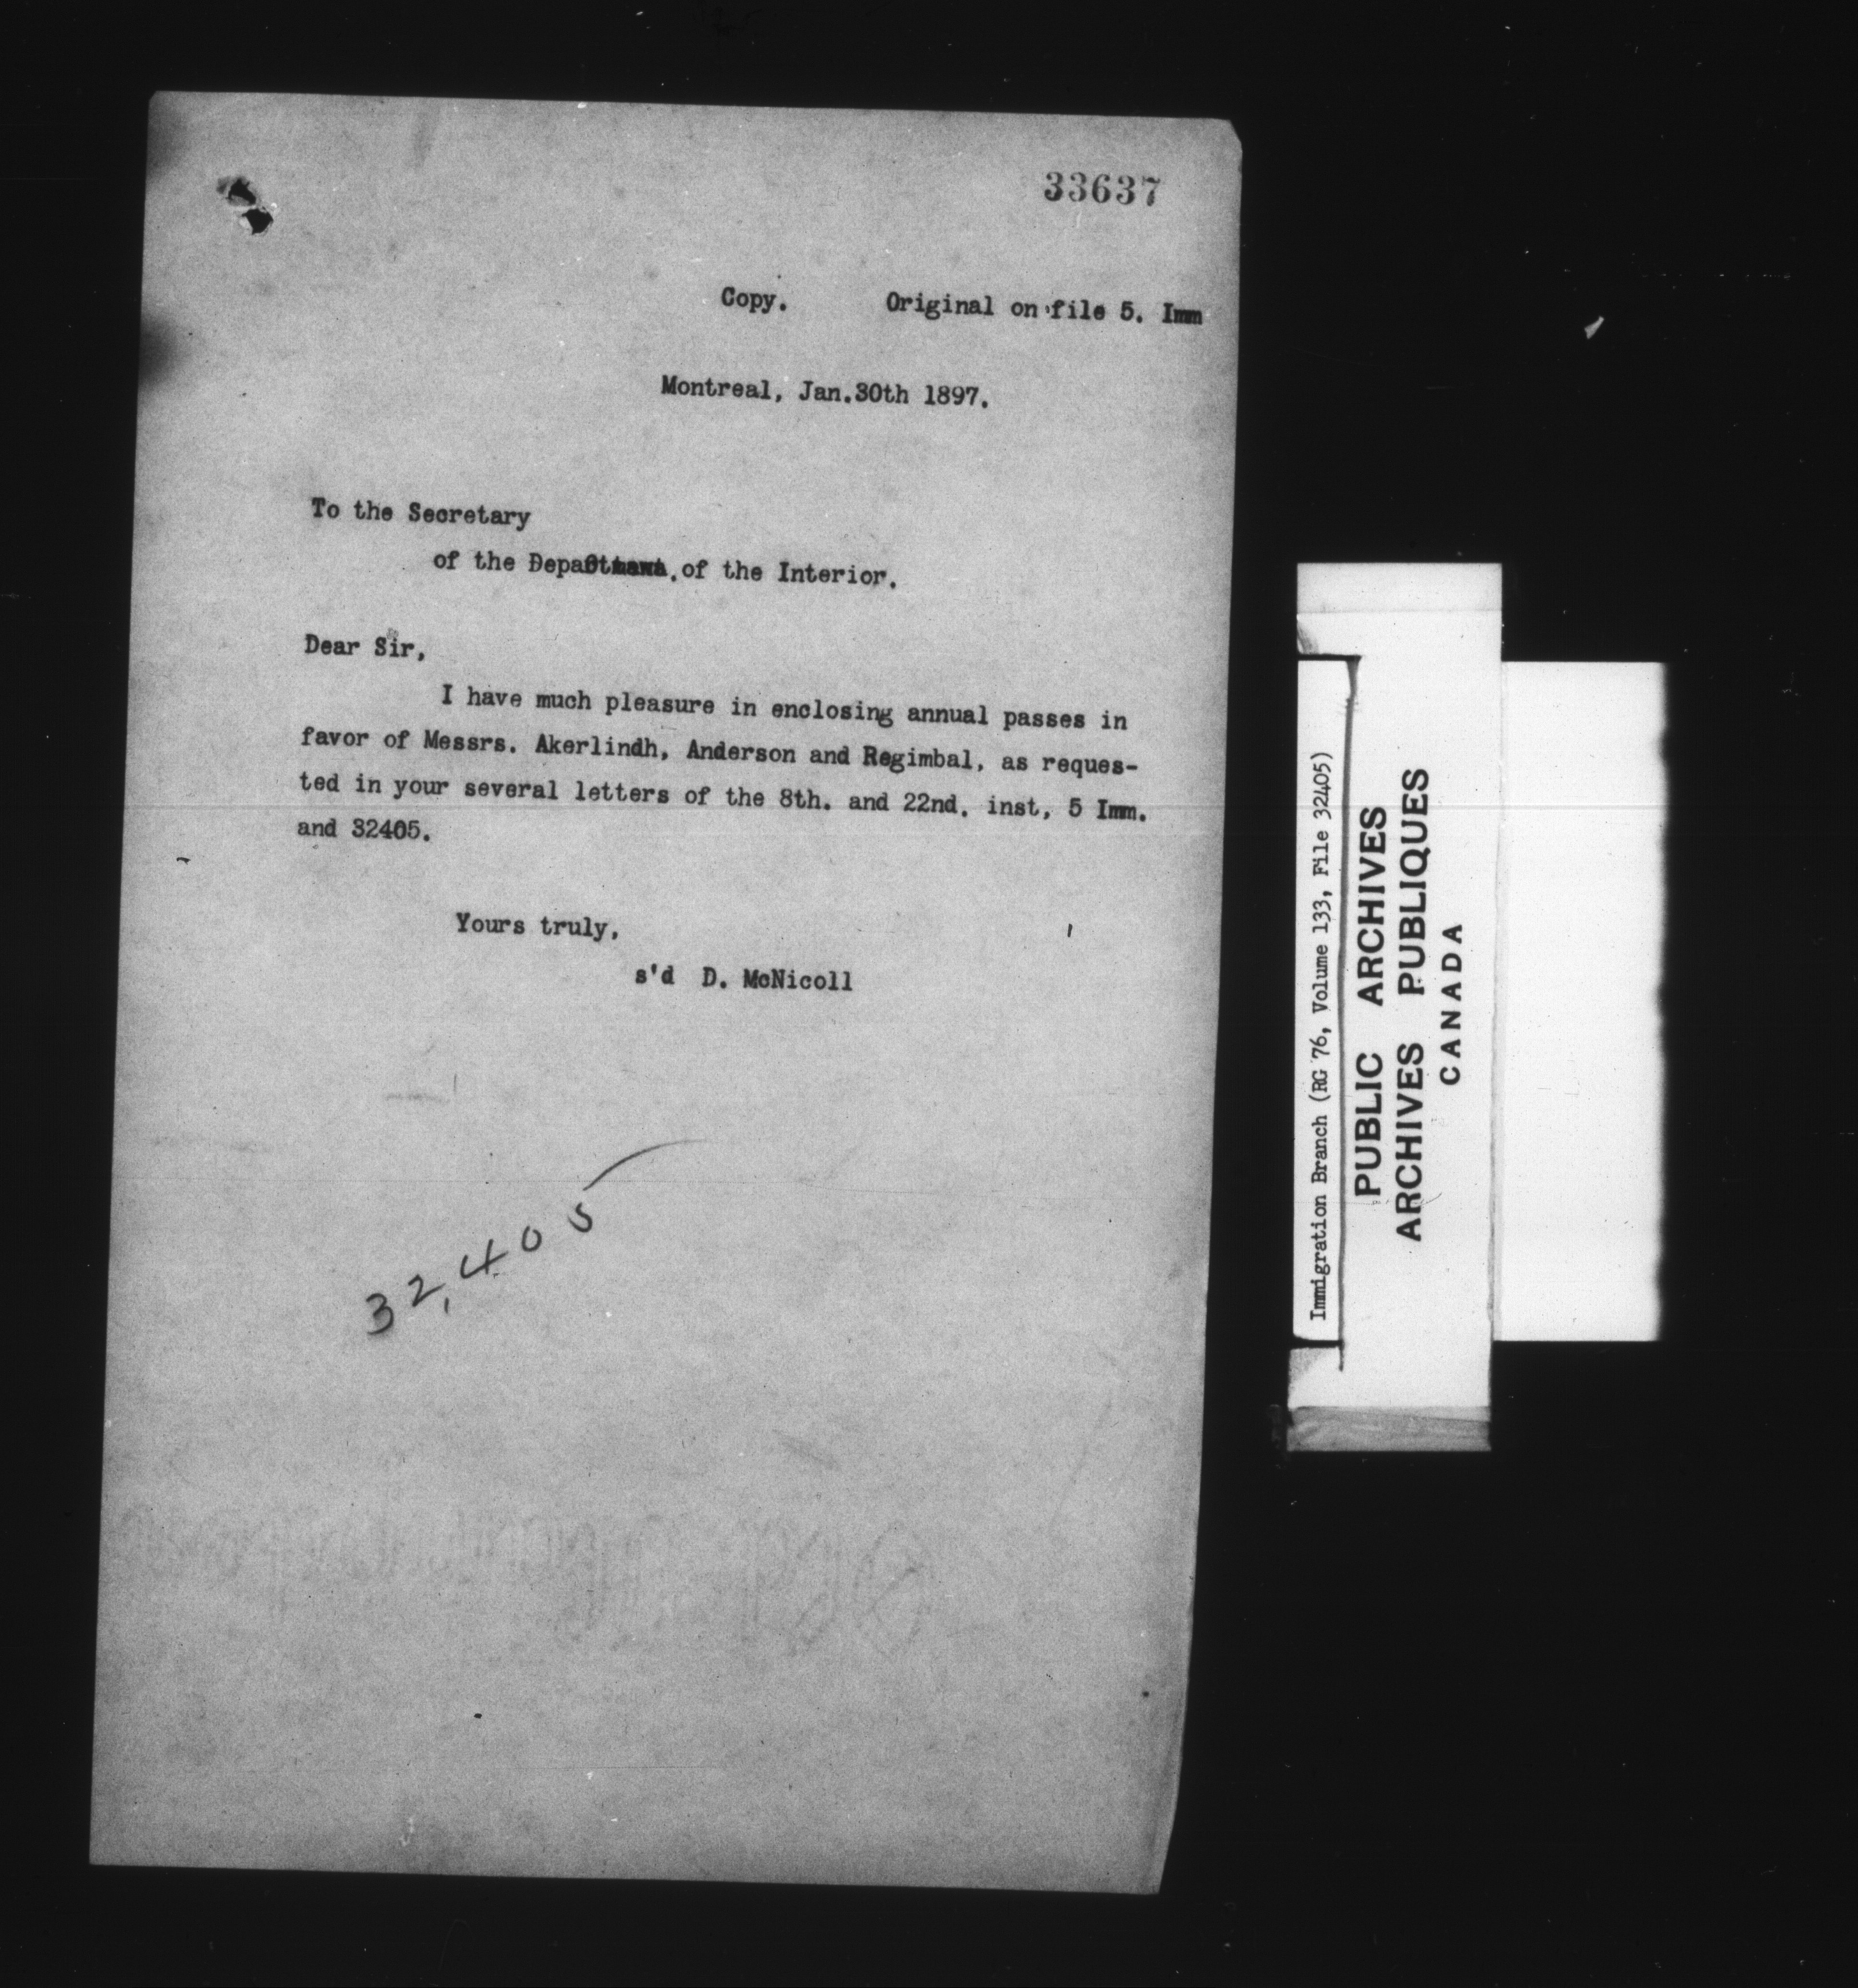 33637
Copy. Original on file 5. Imm
Montreal, Jan.30th 1897.
To the Secretary
of the of the Interior.
Dear Sir,
I have much pleasure in enclosing annual passes in
favor of Messrs. Akerlindh, Anderson and Regimbal, as reques-
ted in your several letters of the 8th. and 22nd. inst, 5 Imm.
and 32405.
Yours truly,
s'd D. McNicoll
32,405
Immigration Branch (RG 76, Volume 133, File 32405)
PUBLIC ARCHIVES
ARCHIVES PUBLIQUES
CANADA